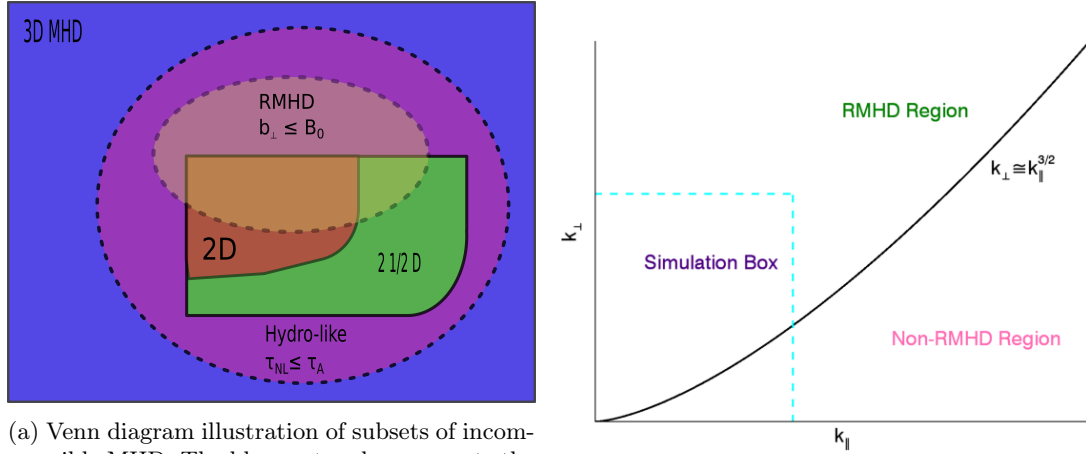 3D MHD
RMHD
b⊥ ≤ B₀
2D
2 1/2 D
Hydro-like
τNL ≤ τA
(a) Venn diagram illustration of subsets of incom-
RMHD Region
k⊥≅k∥^3/2
k⊥
Simulation Box
Non-RMHD Region
k∥